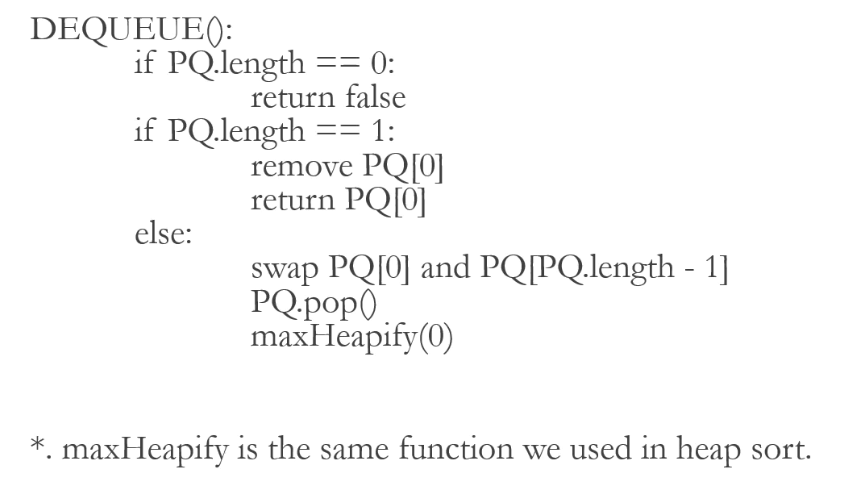 DEQUEUE():
if PQ.length == 0:
return false
if PQ.length == 1:
remove PQ[0]
return PQ[0]
else:
swap PQ[0] and PQ[PQ.length - 1]
PQ.pop()
maxHeapify(0)
*. maxHeapify is the same function we used in heap sort.